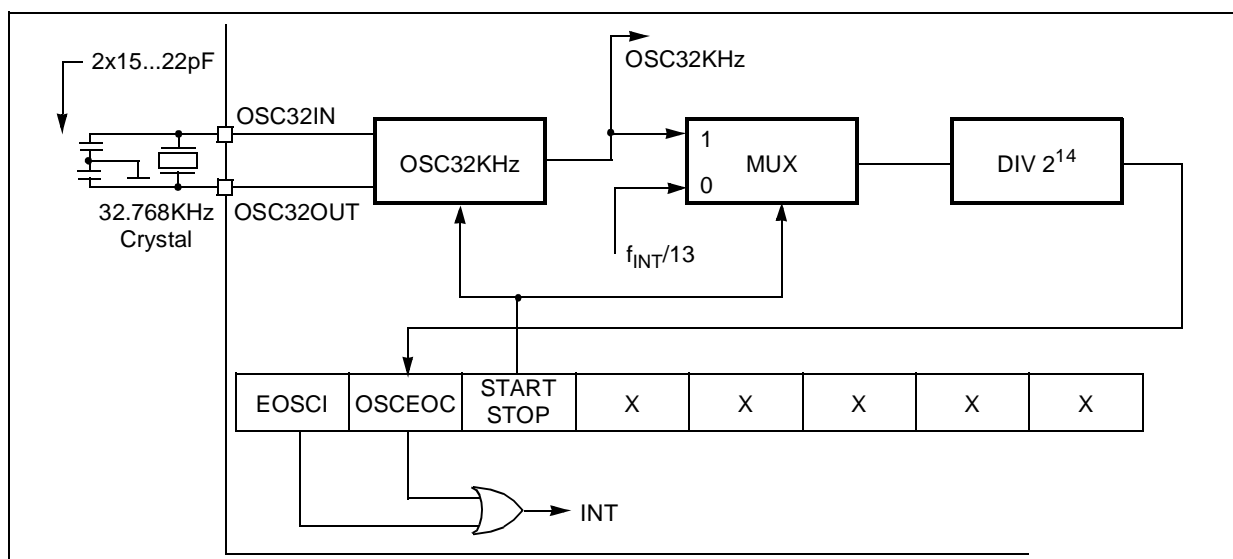 2x15...22pF
OSC32KHz
OSC32IN
OSC32KHz
1
MUX
0
DIV 2^14
32.768KHz
Crystal
OSC32OUT
f_INT/13
EOSCI
OSCEOC
START
STOP
X
X
X
X
X
INT